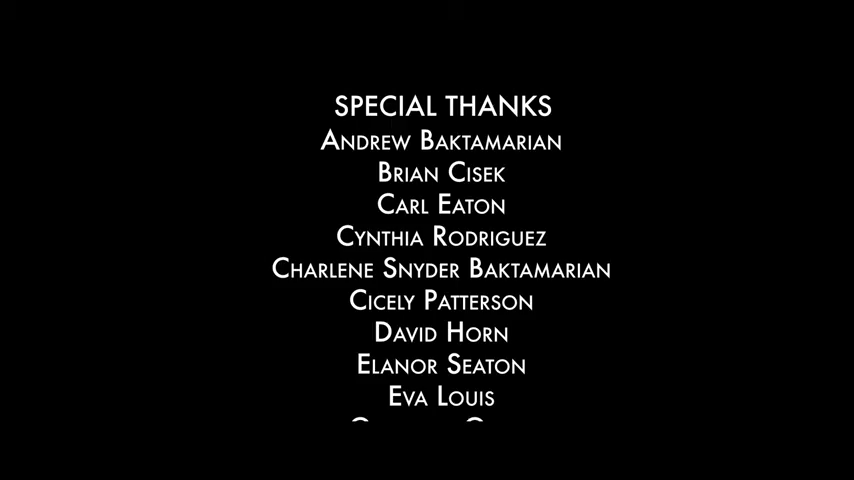 SPECIAL THANKS
ANDREW BAKTAMARIAN
BRIAN CISEK
CARL EATON
CYNTHIA RODRIGUEZ
CHARLENE SNYDER BAKTAMARIAN
CICELY PATTERSON
DAVID HORN
ELANOR SEATON
EVA LOUIS